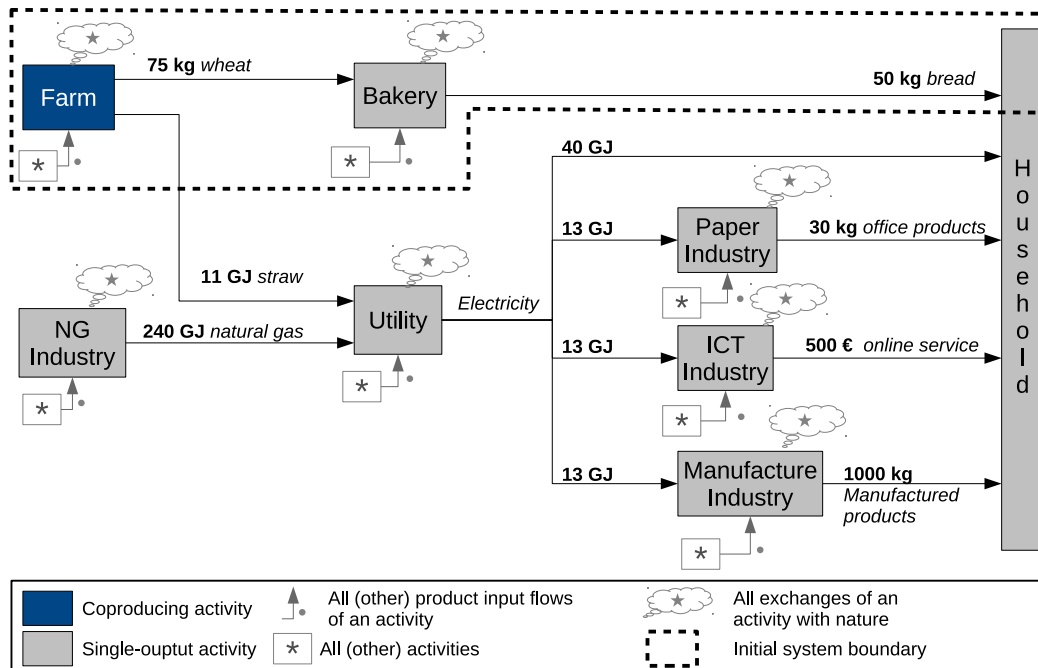 75 kg wheat
50 kg bread
Farm
Bakery
*
*
40 GJ
Household
13 GJ
Paper
Industry
30 kg office products
*
11 GJ straw
Electricity
Utility
NG
Industry
240 GJ natural gas
13 GJ
ICT
Industry
500 € online service
*
*
*
13 GJ
Manufacture
Industry
1000 kg
Manufactured
products
*
Coproducing activity
All (other) product input flows
of an activity
All exchanges of an
activity with nature
Single-ouptut activity
*
All (other) activities
Initial system boundary